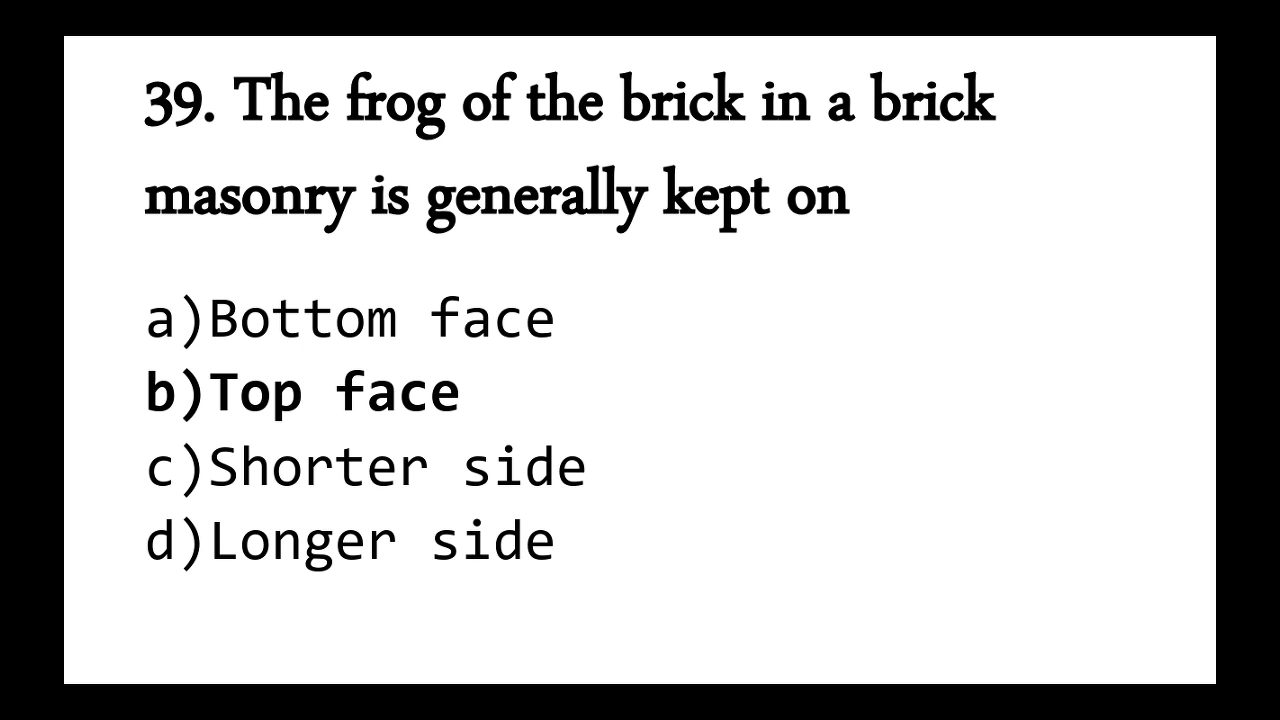 39. The frog of the brick in a brick
masonry is generally kept on
a)Bottom face
b)Top face
c)Shorter side
d)Longer side